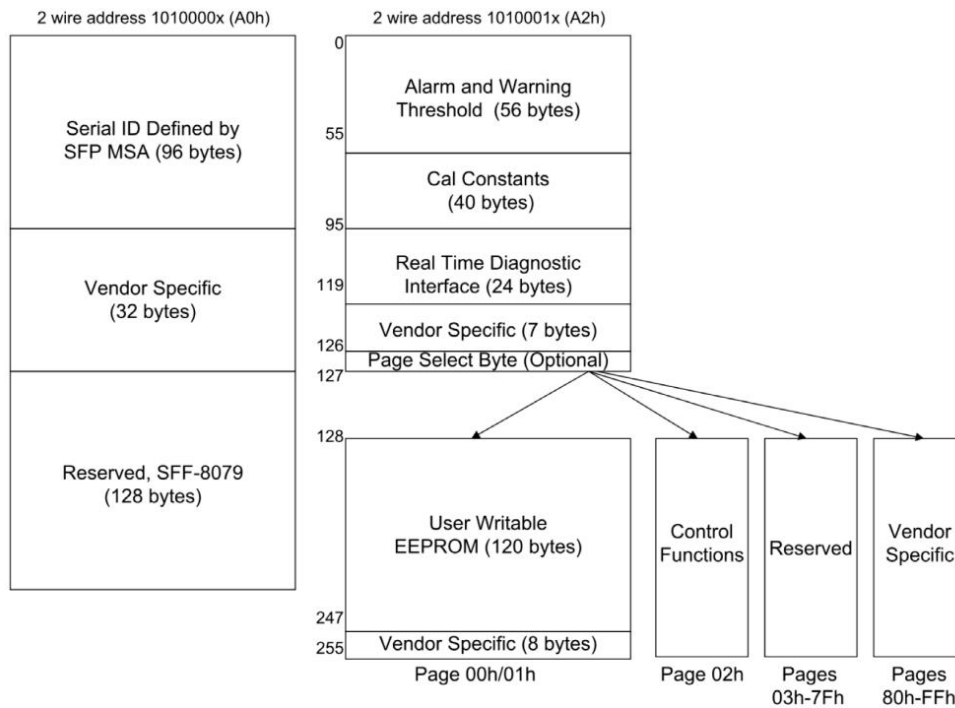 2 wire address 1010000x (A0h)
Serial ID Defined by
SFP MSA (96 bytes)
Vendor Specific
(32 bytes)
Reserved, SFF-8079
(128 bytes)
2 wire address 1010001x (A2h)
0
Alarm and Warning
Threshold (56 bytes)
55
Cal Constants
(40 bytes)
95
Real Time Diagnostic
Interface (24 bytes)
119
Vendor Specific (7 bytes)
126
Page Select Byte (Optional)
127
128
User Writable
EEPROM (120 bytes)
247
Vendor Specific (8 bytes)
255
Page 00h/01h
Control
Functions
Page 02h
Reserved
Pages
03h-7Fh
Vendor
Specific
Pages
80h-FFh